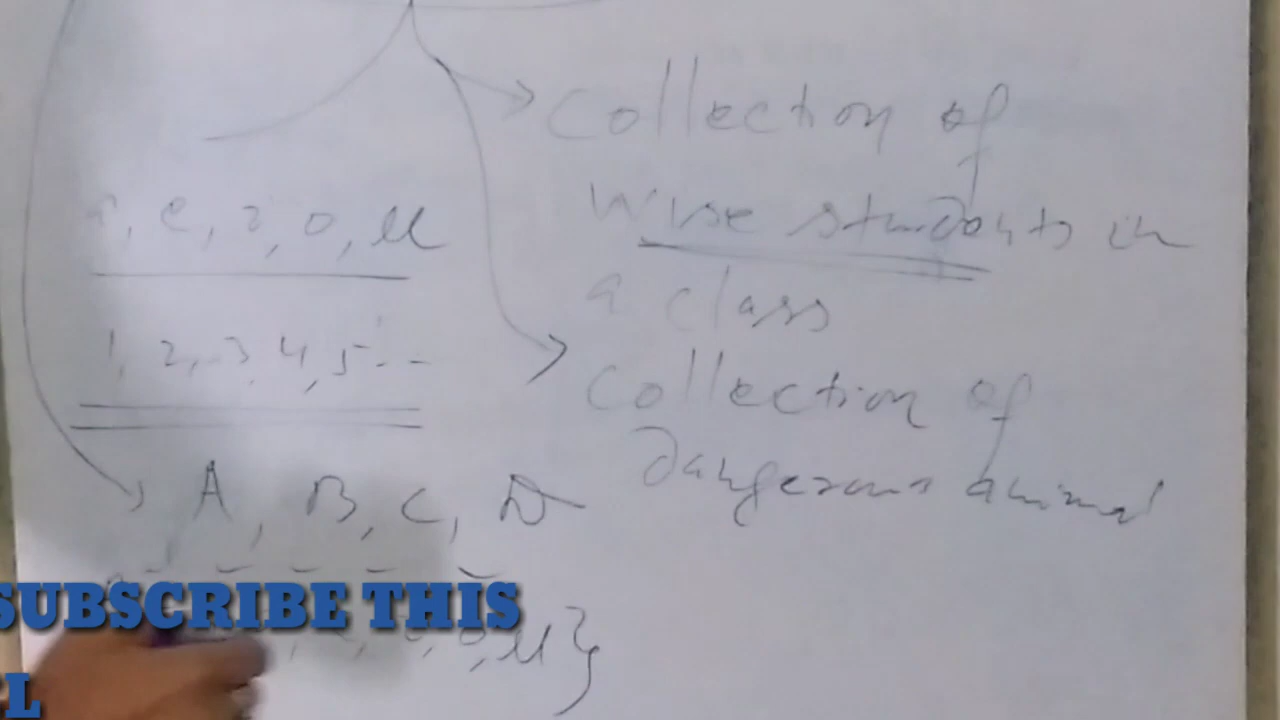 Collection of
wise students in
a class
e, i, o, u
1, 2, 3, 4, 5 - -
Collection of
dangerous animal
A, B, C, D
SUBSCRIBE THIS
o, u }
L